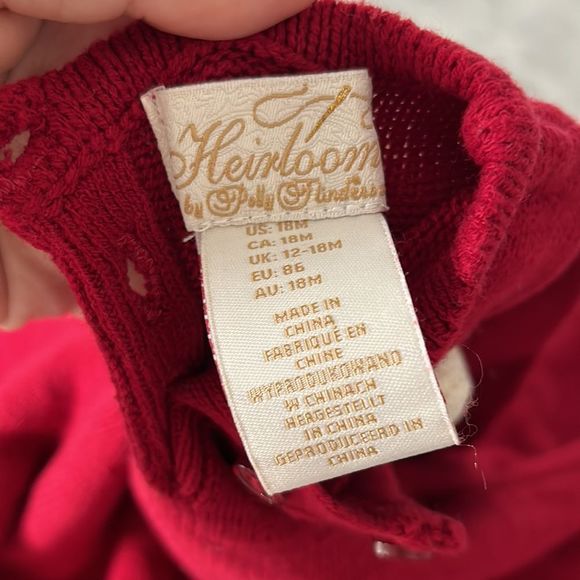 Heirloom
by Polly Flinders
US: 18M
CA: 18M
UK: 12-18M
EU: 86
AU: 18M
MADE IN
CHINA
FABRIQUE EN
CHINE
WYPRODUKOWANO
W CHINACH
HERGESTELLT
IN CHINA
GEPRODUCEERD IN
CHINA